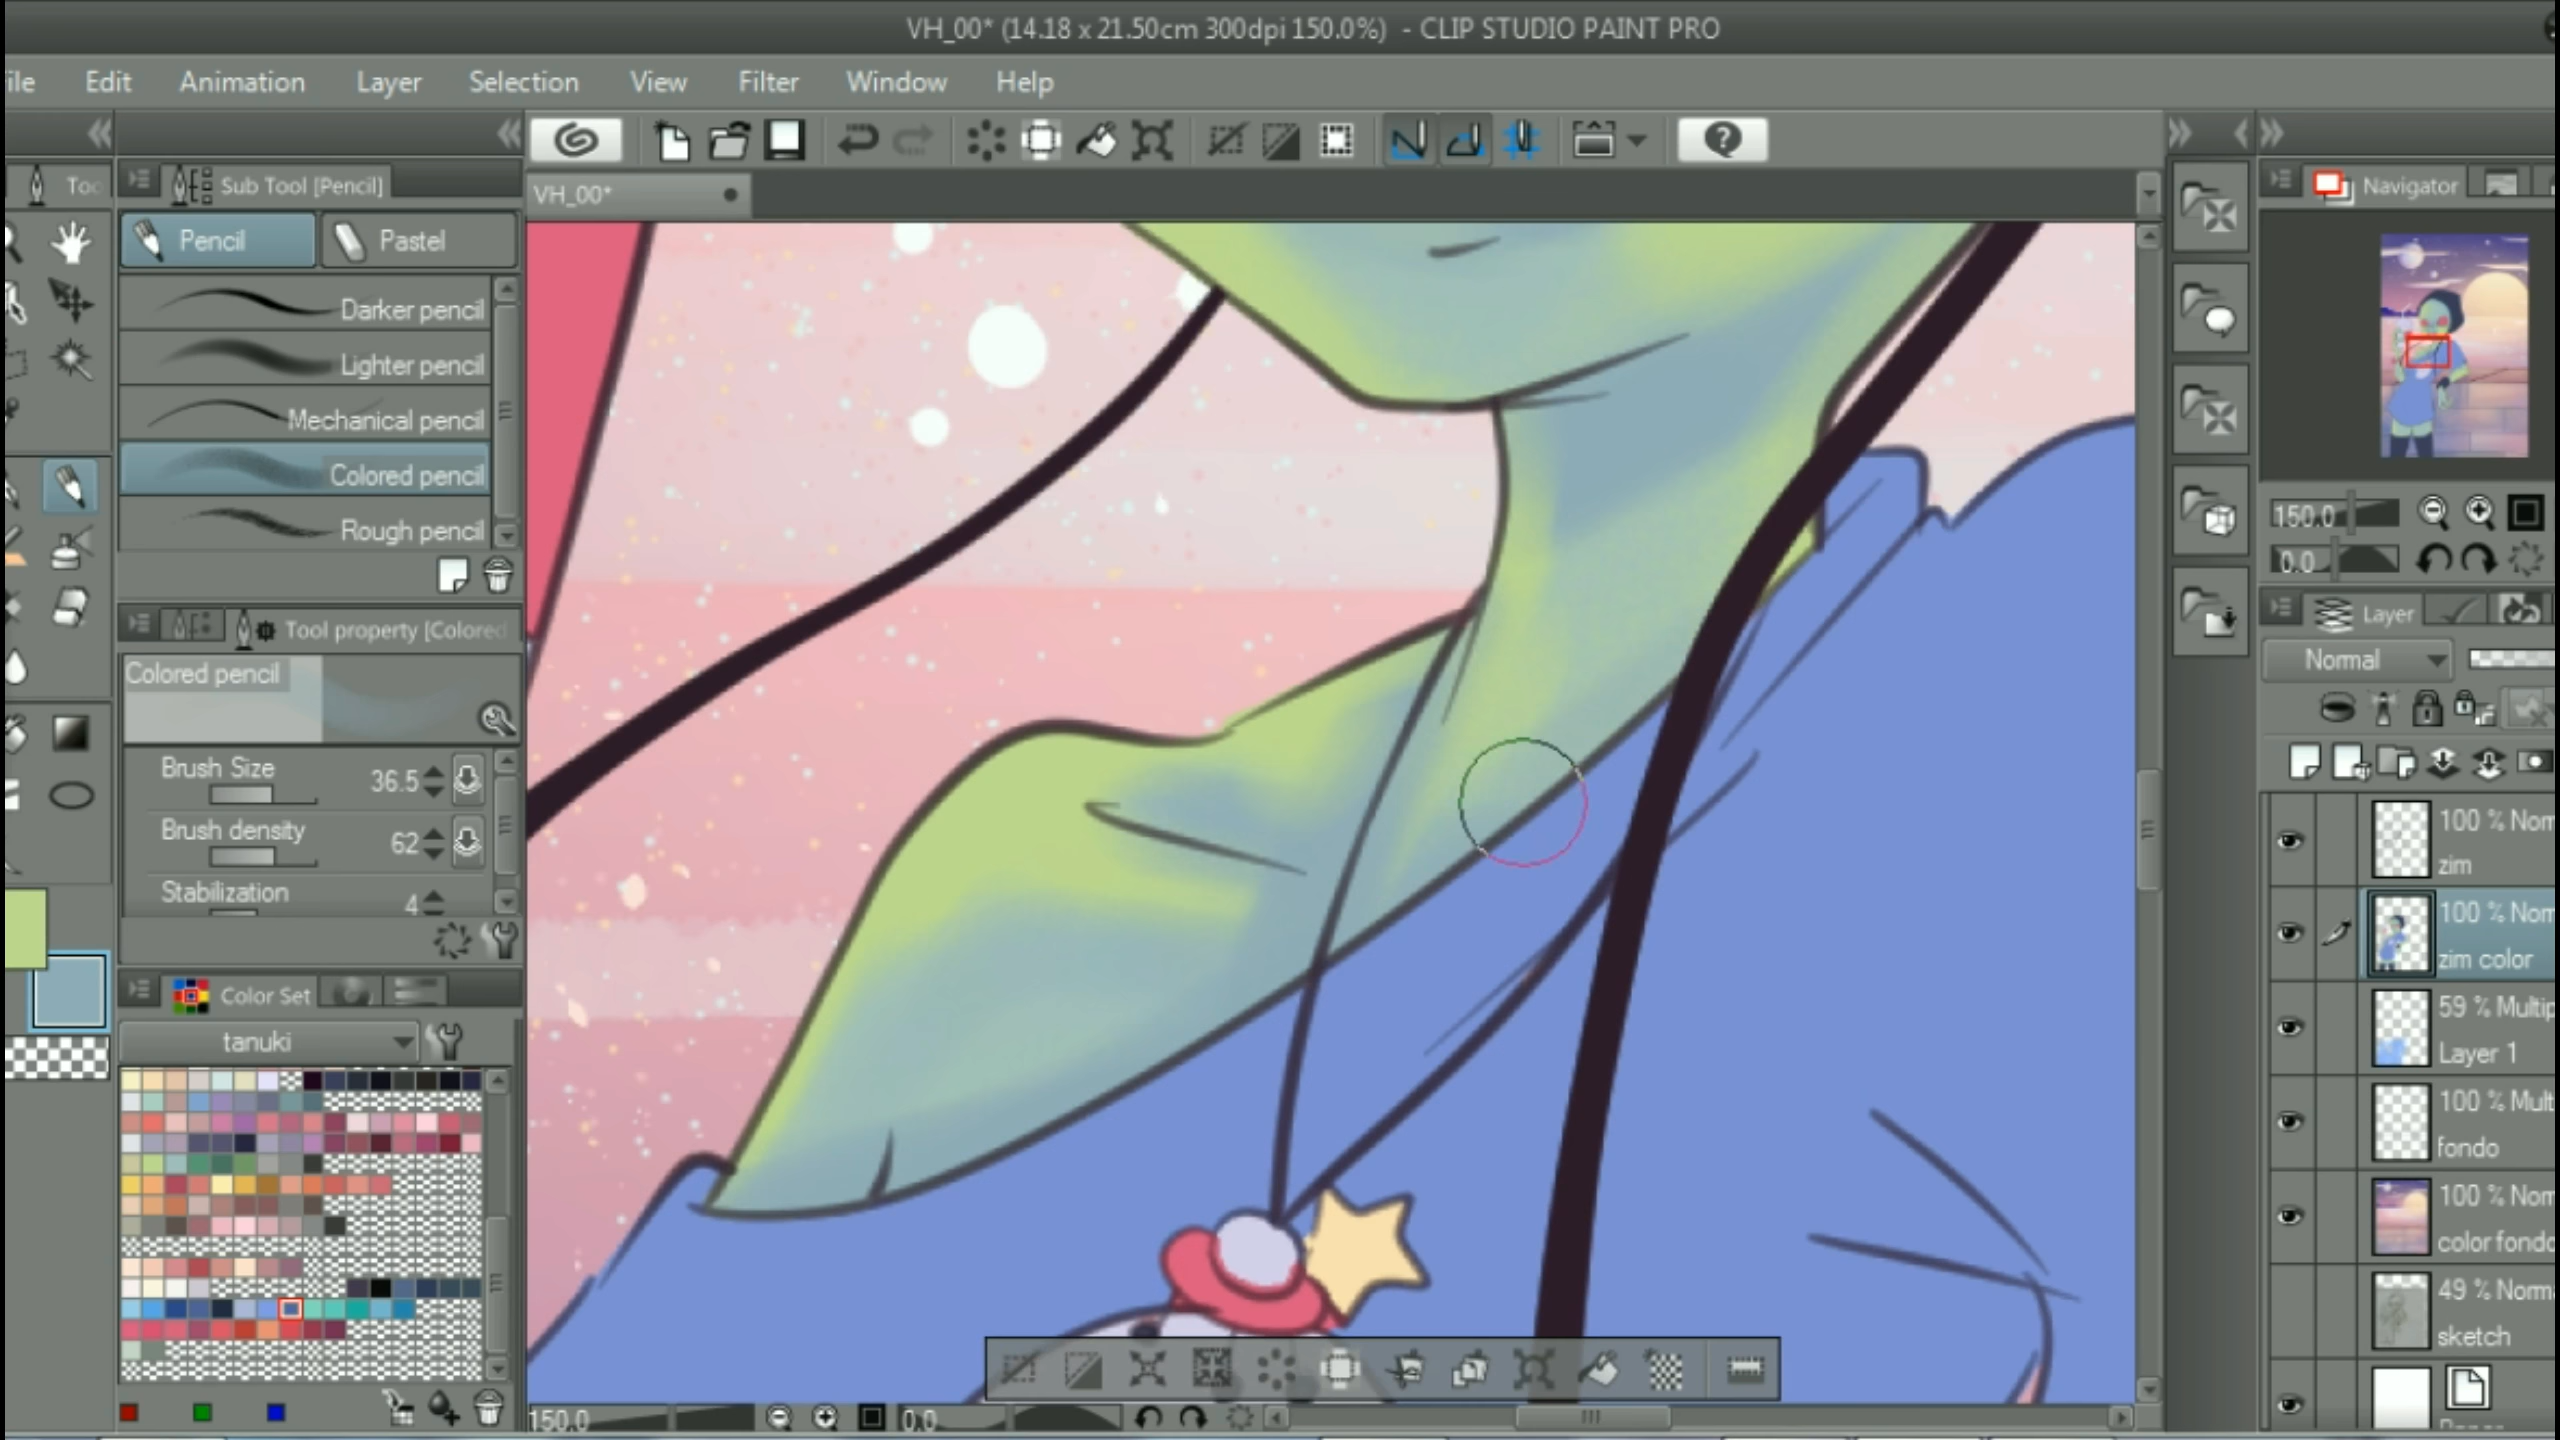 VH_00* (14.18 x 21.50cm 300dpi 150.0%) - CLIP STUDIO PAINT PRO
ile Edit Animation Layer Selection View Filter Window Help
Too
Sub Tool [Pencil]
VH_00*
Navigator
Pencil
Pastel
Darker pencil
Lighter pencil
Mechanical pencil
Colored pencil
Rough pencil
150.0
0.0
Tool property [Colored
Layer
Colored pencil
Normal
Brush Size 36.5
Brush density 62
Stabilization 4
Color Set
tanuki
100 % Nom
zim
100 % Nom
zim color
59 % Multip
Layer 1
100 % Mult
fondo
100 % Nom
color fondo
49 % Norm
sketch
150.0
0.0